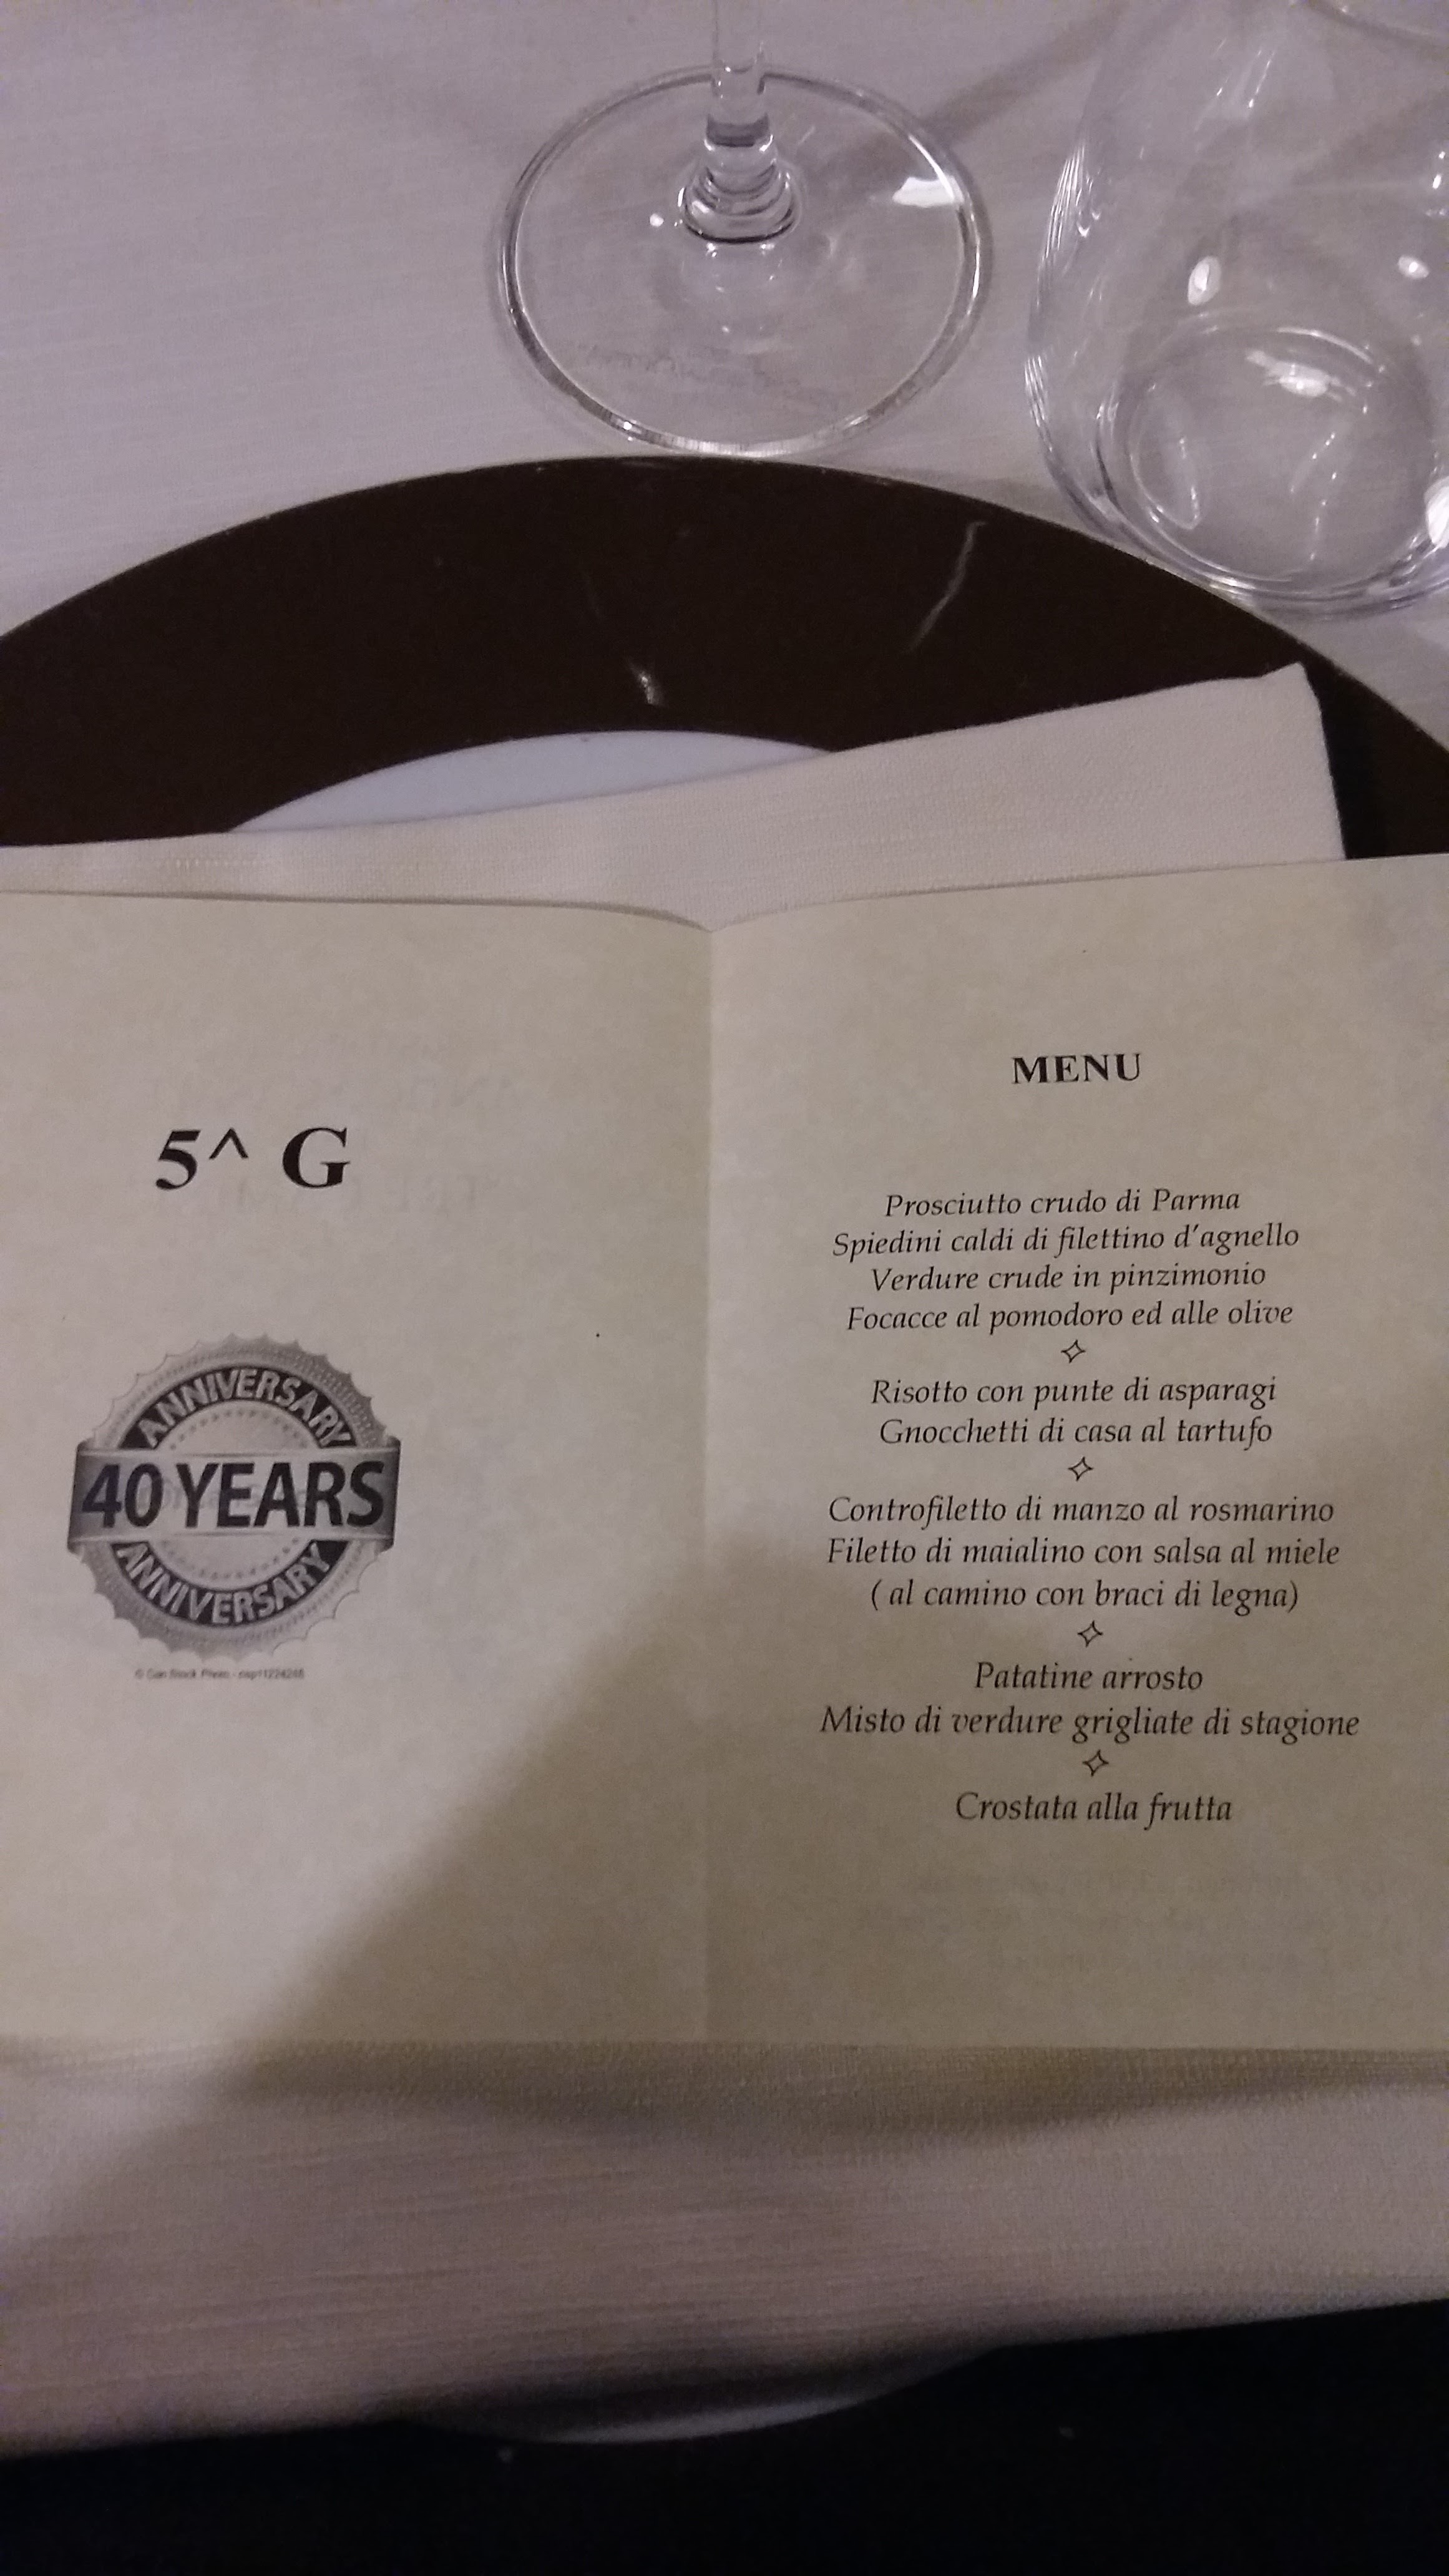 5^ G
ANNIVERSARY
40 YEARS
ANNIVERSARY
MENU
Prosciutto crudo di Parma
Spiedini caldi di filettino d'agnello
Verdure crude in pinzimonio
Focacce al pomodoro ed alle olive
Risotto con punte di asparagi
Gnocchetti di casa al tartufo
Controfiletto di manzo al rosmarino
Filetto di maialino con salsa al miele
( al camino con braci di legna)
Patatine arrosto
Misto di verdure grigliate di stagione
Crostata alla frutta